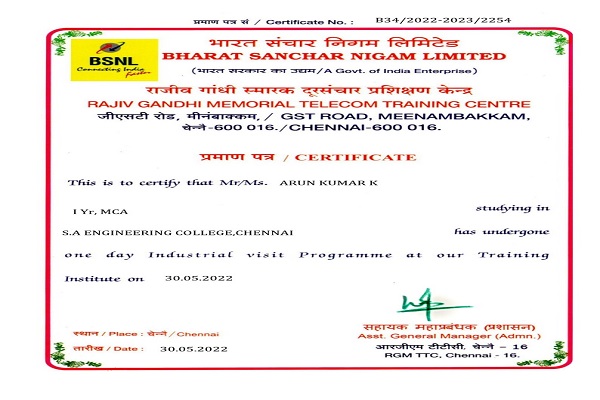 प्रमाण पत्र सं / Certificate No. : B34/2022-2023/2254
BSNL
Connecting India
Faster
भारत संचार निगम लिमिटेड
BHARAT SANCHAR NIGAM LIMITED
(भारत सरकार का उद्यम/A Govt. of India Enterprise)
राजीव गांधी स्मारक दूरसंचार प्रशिक्षण केन्द्र
RAJIV GANDHI MEMORIAL TELECOM TRAINING CENTRE
जीएसटी रोड, मीनंबाक्कम,/ GST ROAD, MEENAMBAKKAM,
चेन्नै-600 016./CHENNAI-600 016.
प्रमाण पत्र / CERTIFICATE
This is to certify that Mr/Ms. ARUN KUMAR K
I Yr, MCA studying in
S.A ENGINEERING COLLEGE,CHENNAI has undergone
one day Industrial visit Programme at our Training
Institute on 30.05.2022
सहायक महाप्रबंधक (प्रशासन)
Asst. General Manager (Admn.)
स्थान / Place : चेन्नै / Chennai
आरजीएम टीटीसी. चेन्नै - 16
तारीख / Date : 30.05.2022
RGM TTC, Chennai - 16.